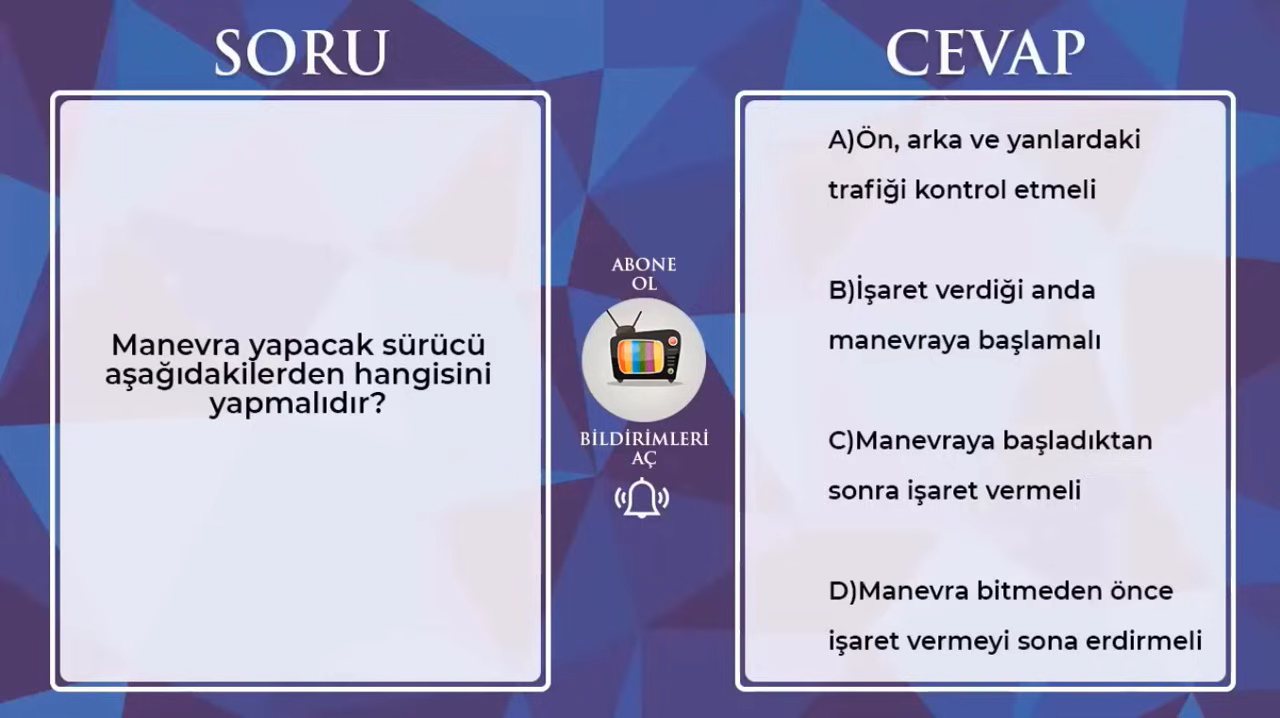 SORU
Manevra yapacak sürücü
aşağıdakilerden hangisini
yapmalıdır?
ABONE
OL
BİLDİRİMLERİ
AÇ
CEVAP
A)Ön, arka ve yanlardaki
trafiği kontrol etmeli
B)İşaret verdiği anda
manevraya başlamalı
C)Manevraya başladıktan
sonra işaret vermeli
D)Manevra bitmeden önce
işaret vermeyi sona erdirmeli